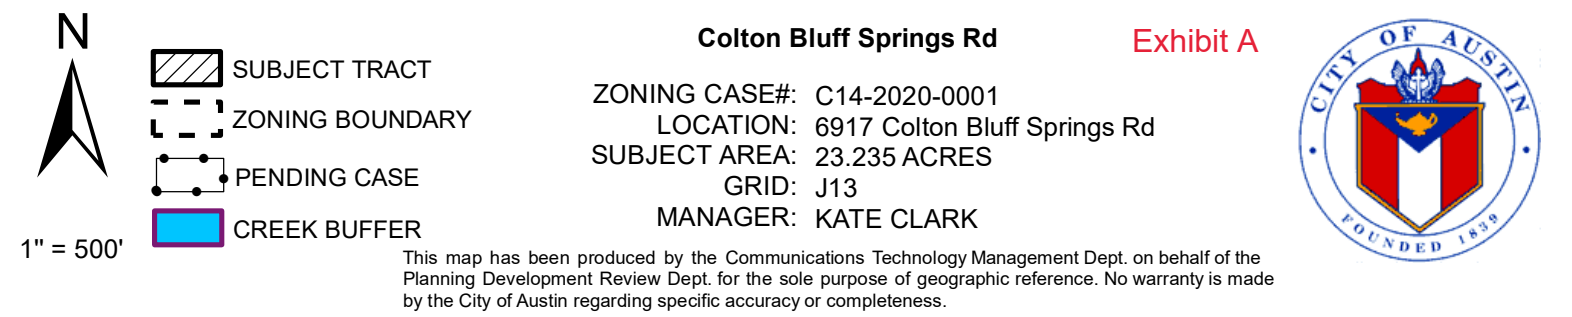 N
1" = 500'
SUBJECT TRACT
ZONING BOUNDARY
PENDING CASE
CREEK BUFFER
Colton Bluff Springs Rd
ZONING CASE#: C14-2020-0001
LOCATION: 6917 Colton Bluff Springs Rd
SUBJECT AREA: 23.235 ACRES
GRID: J13
MANAGER: KATE CLARK
Exhibit A
This map has been produced by the Communications Technology Management Dept. on behalf of the
Planning Development Review Dept. for the sole purpose of geographic reference. No warranty is made
by the City of Austin regarding specific accuracy or completeness.
CITY OF AUSTIN
FOUNDED 1839